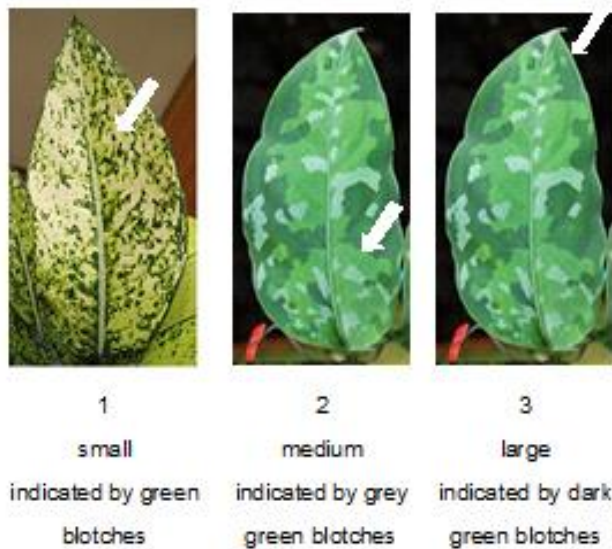 1
small
indicated by green
blotches
2
medium
indicated by grey
green blotches
3
large
indicated by dark
green blotches